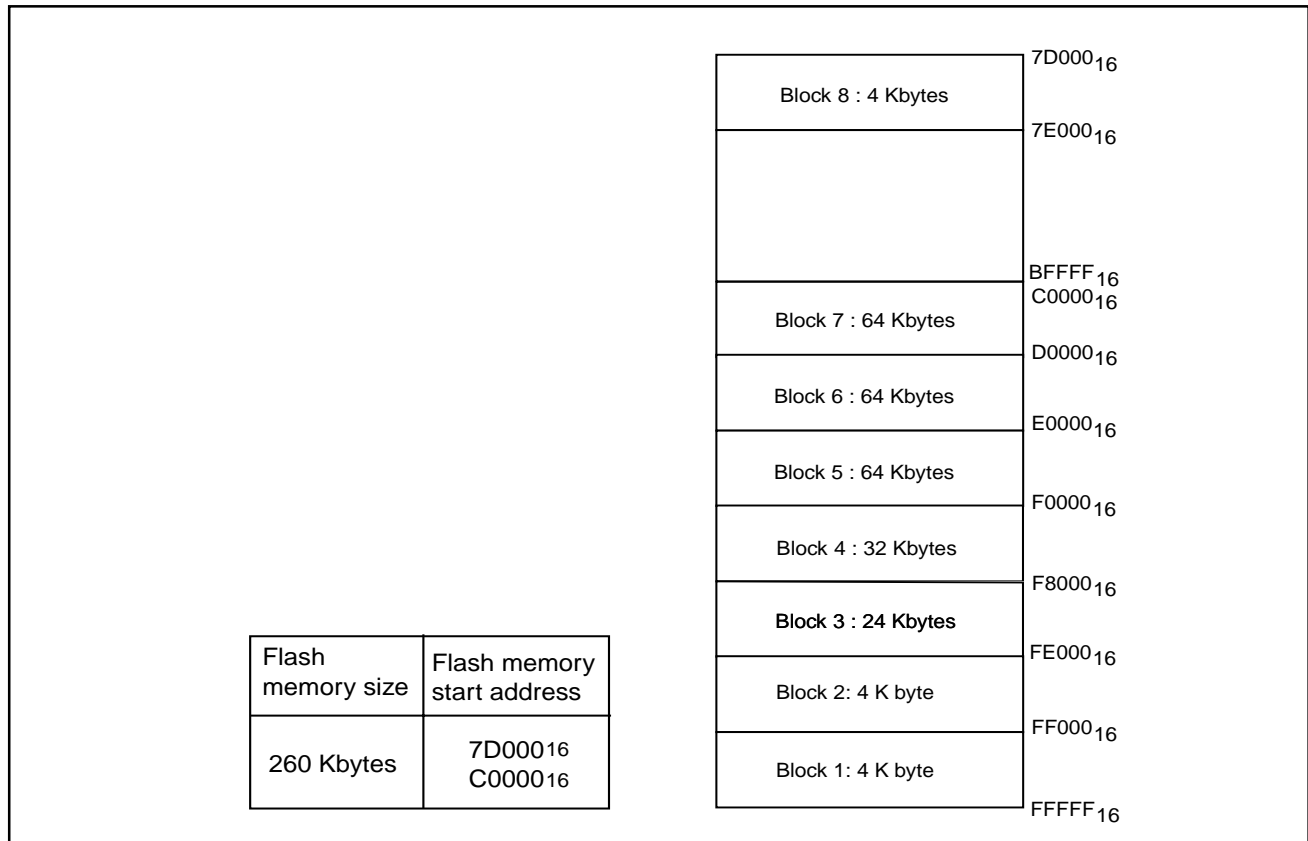 7D000₁₆
Block 8 : 4 Kbytes
7E000₁₆
BFFFF₁₆
C0000₁₆
Block 7 : 64 Kbytes
D0000₁₆
Block 6 : 64 Kbytes
E0000₁₆
Block 5 : 64 Kbytes
F0000₁₆
Block 4 : 32 Kbytes
F8000₁₆
Block 3 : 24 Kbytes
FE000₁₆
Block 2: 4 K byte
FF000₁₆
Block 1: 4 K byte
FFFFF₁₆
Flash
memory size
Flash memory
start address
260 Kbytes
7D00016
C000016